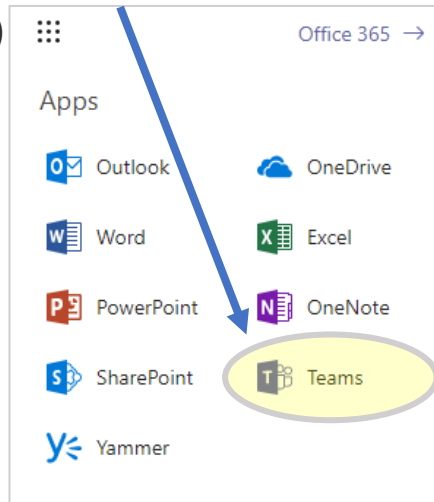 )
Office 365 →
Apps
Outlook OneDrive
Word Excel
PowerPoint OneNote
SharePoint Teams
Yammer